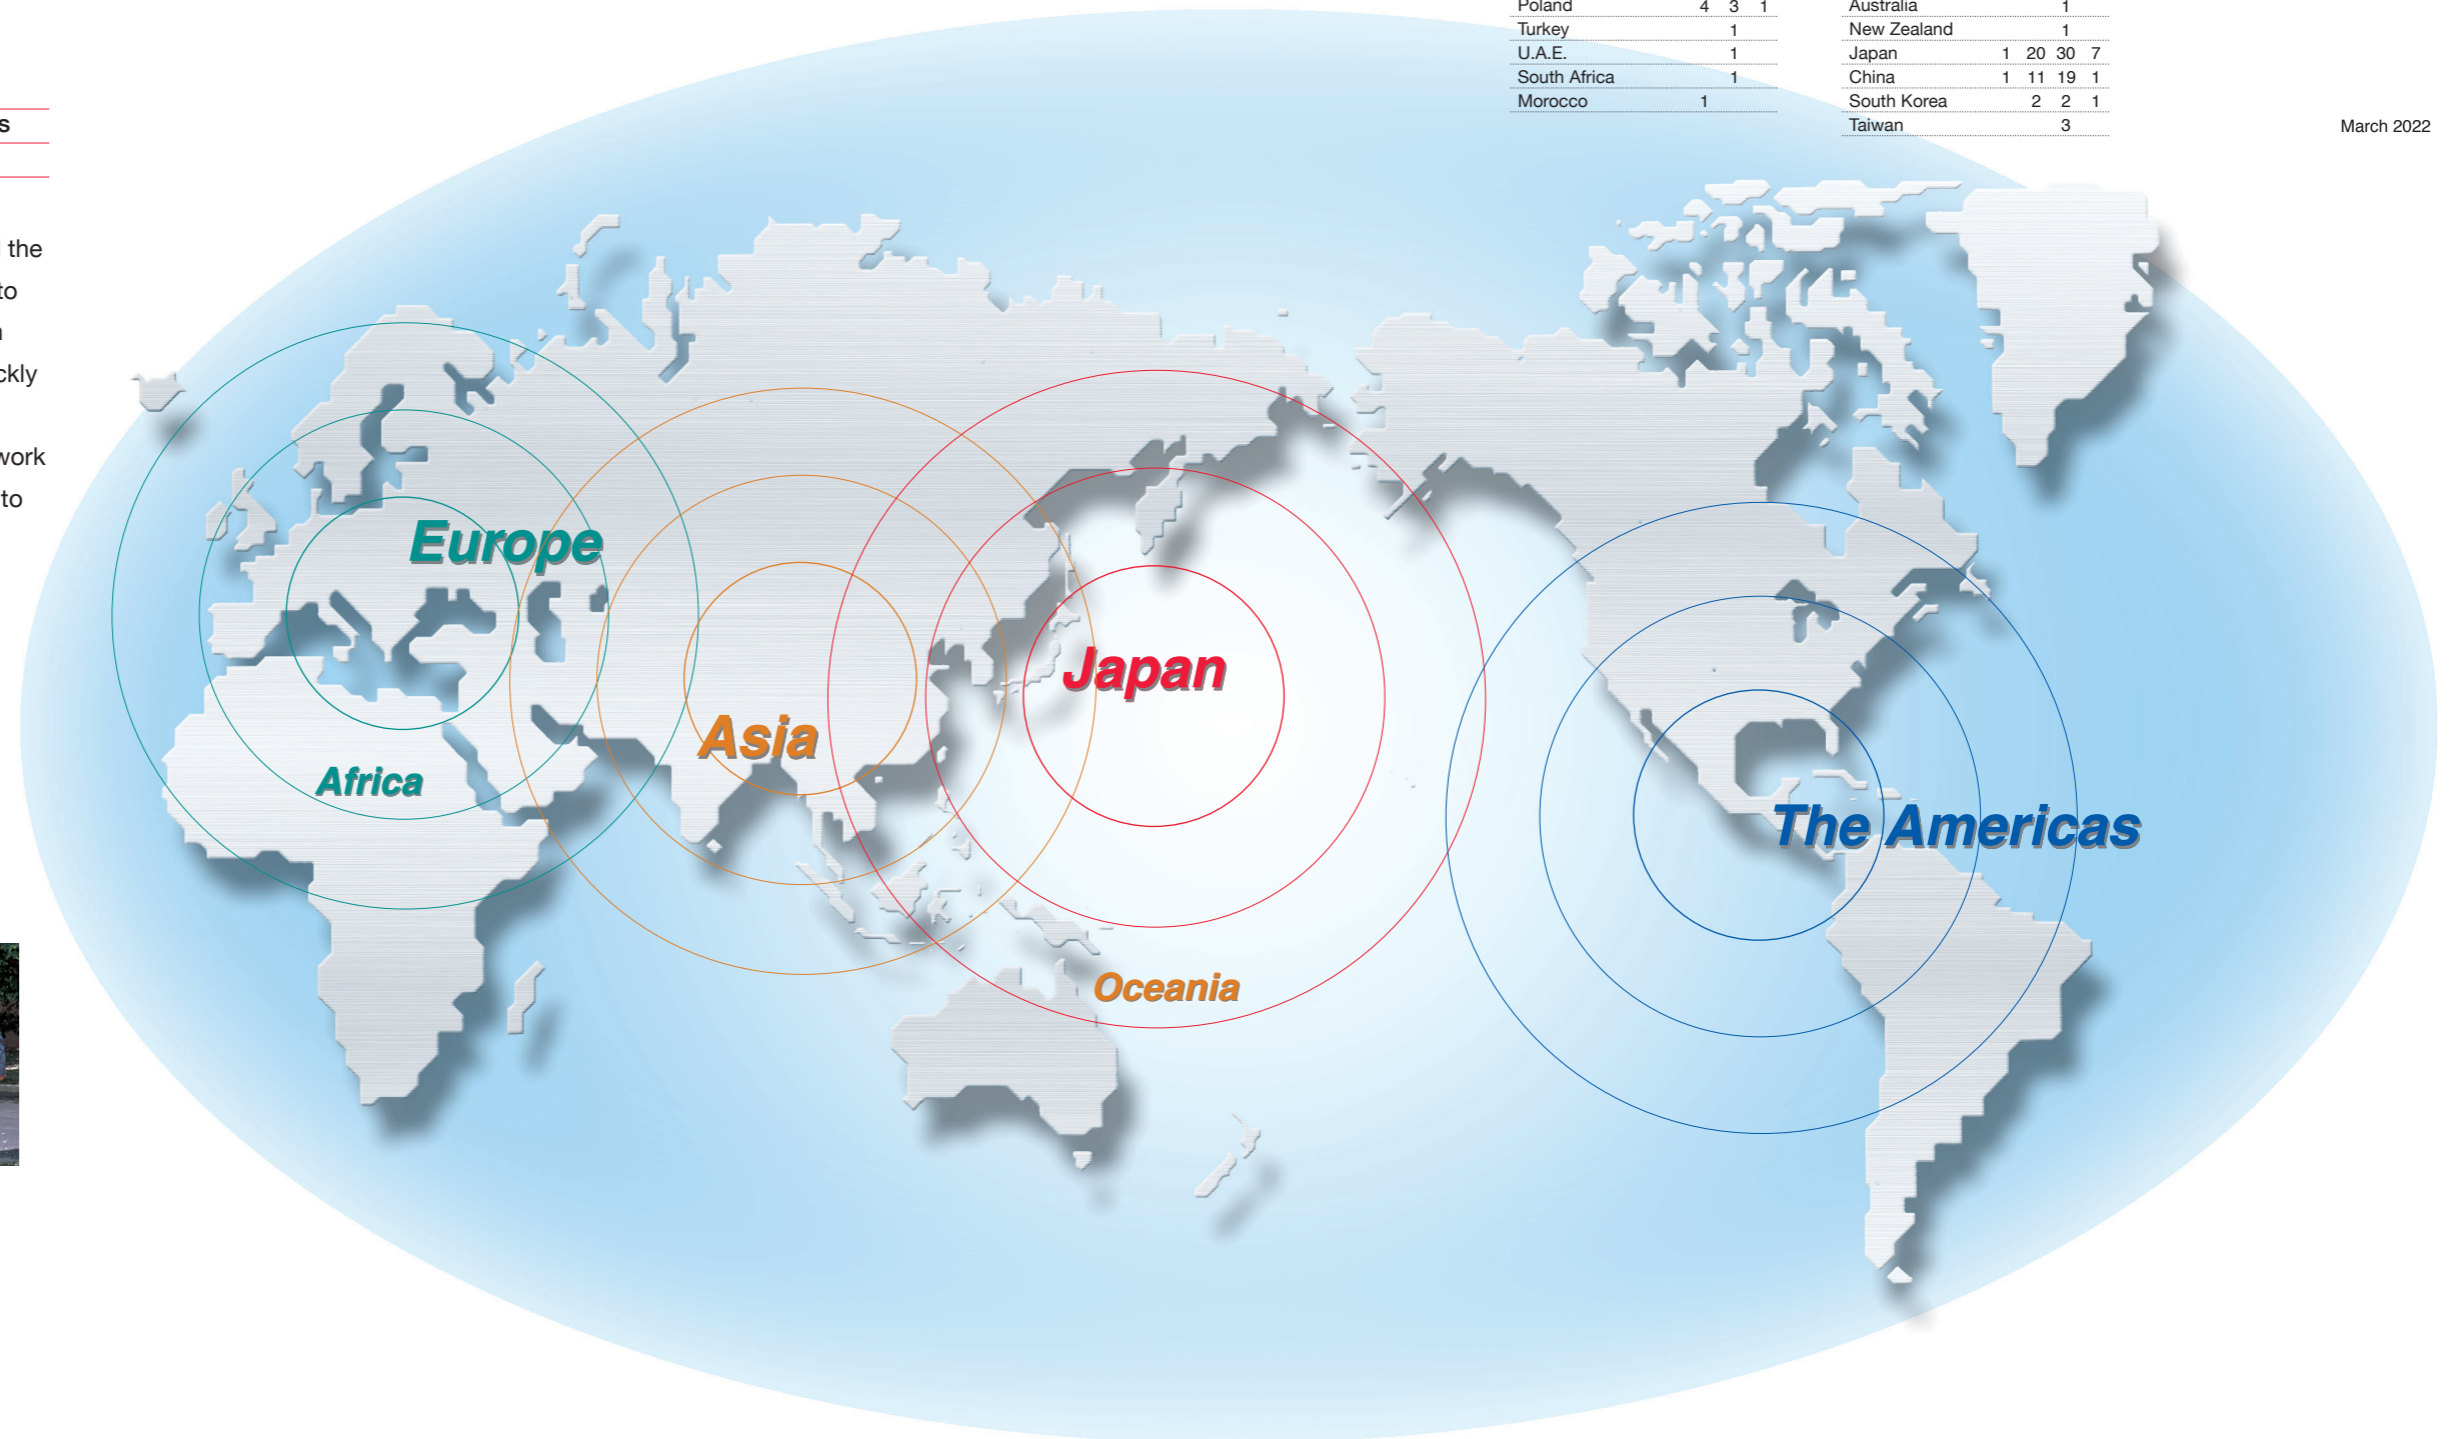 Poland 4 3 1
Turkey 1
U.A.E. 1
South Africa 1
Morocco 1
Australia 1
New Zealand 1
Japan 1 20 30 7
China 1 11 19 1
South Korea 2 2 1
Taiwan 3
March 2022
s
the
to
ckly
work
to
Europe
Africa
Asia
Japan
Oceania
The Americas